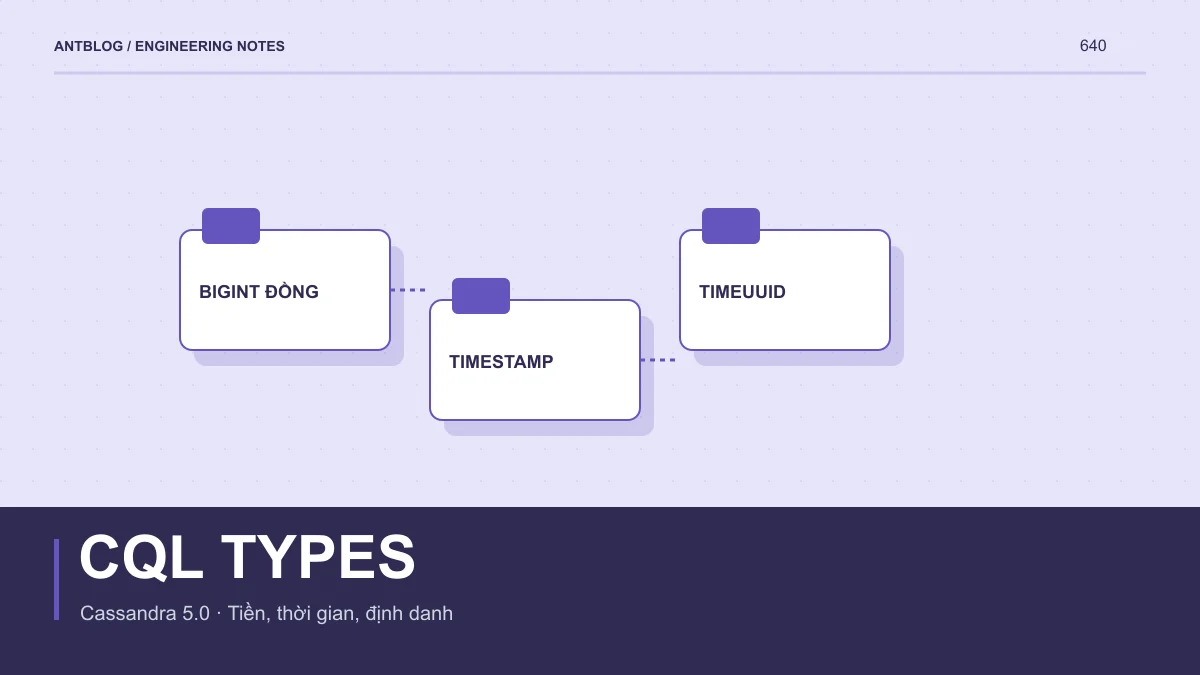 ANTBLOG / ENGINEERING NOTES
640
BIGINT ĐỒNG
TIMESTAMP
TIMEUUID
CQL TYPES
Cassandra 5.0 · Tiền, thời gian, định danh